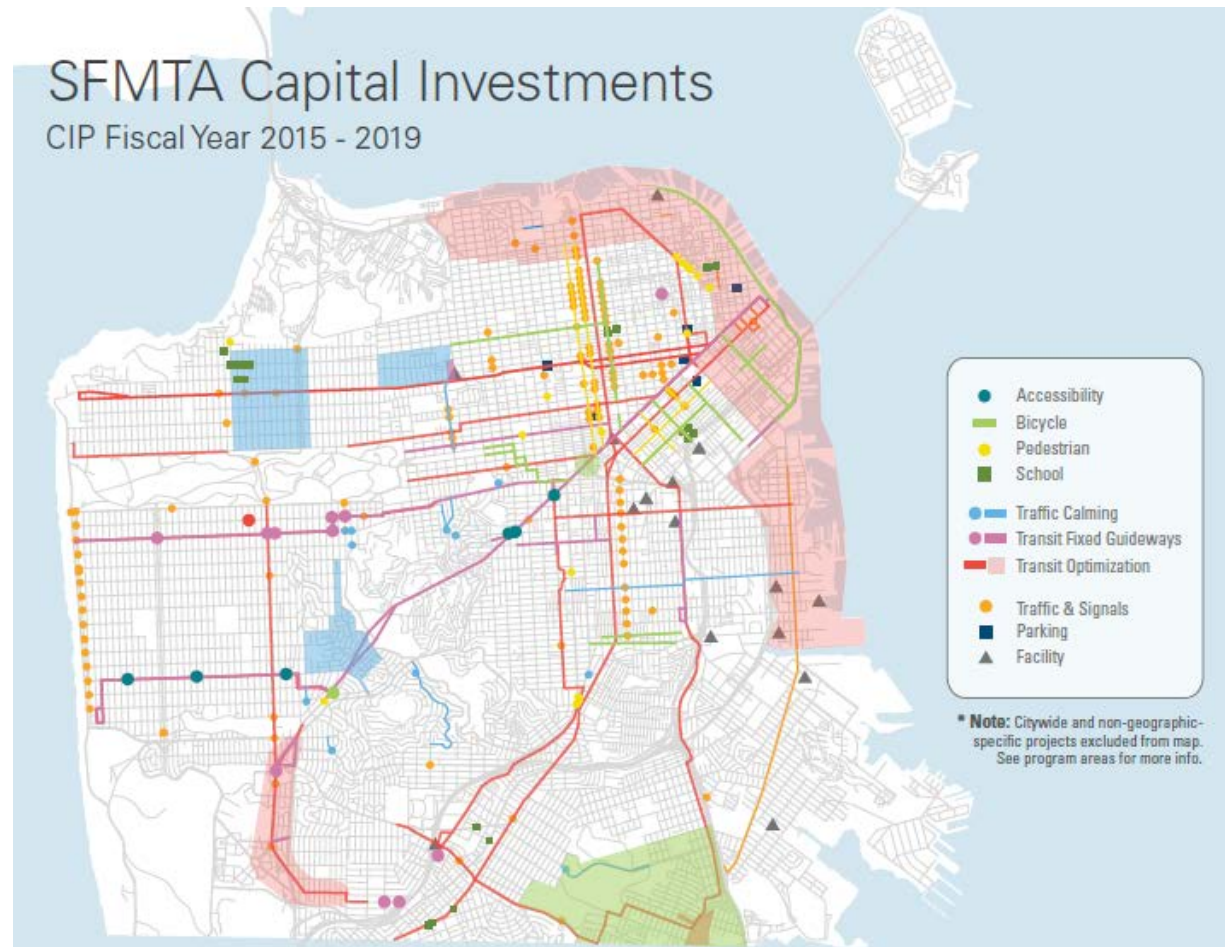 SFMTA Capital Investments
CIP Fiscal Year 2015 - 2019
Accessibility
Bicycle
Pedestrian
School
Traffic Calming
Transit Fixed Guideways
Transit Optimization
Traffic & Signals
Parking
Facility
* Note: Citywide and non-geographic-
specific projects excluded from map.
See program areas for more info.